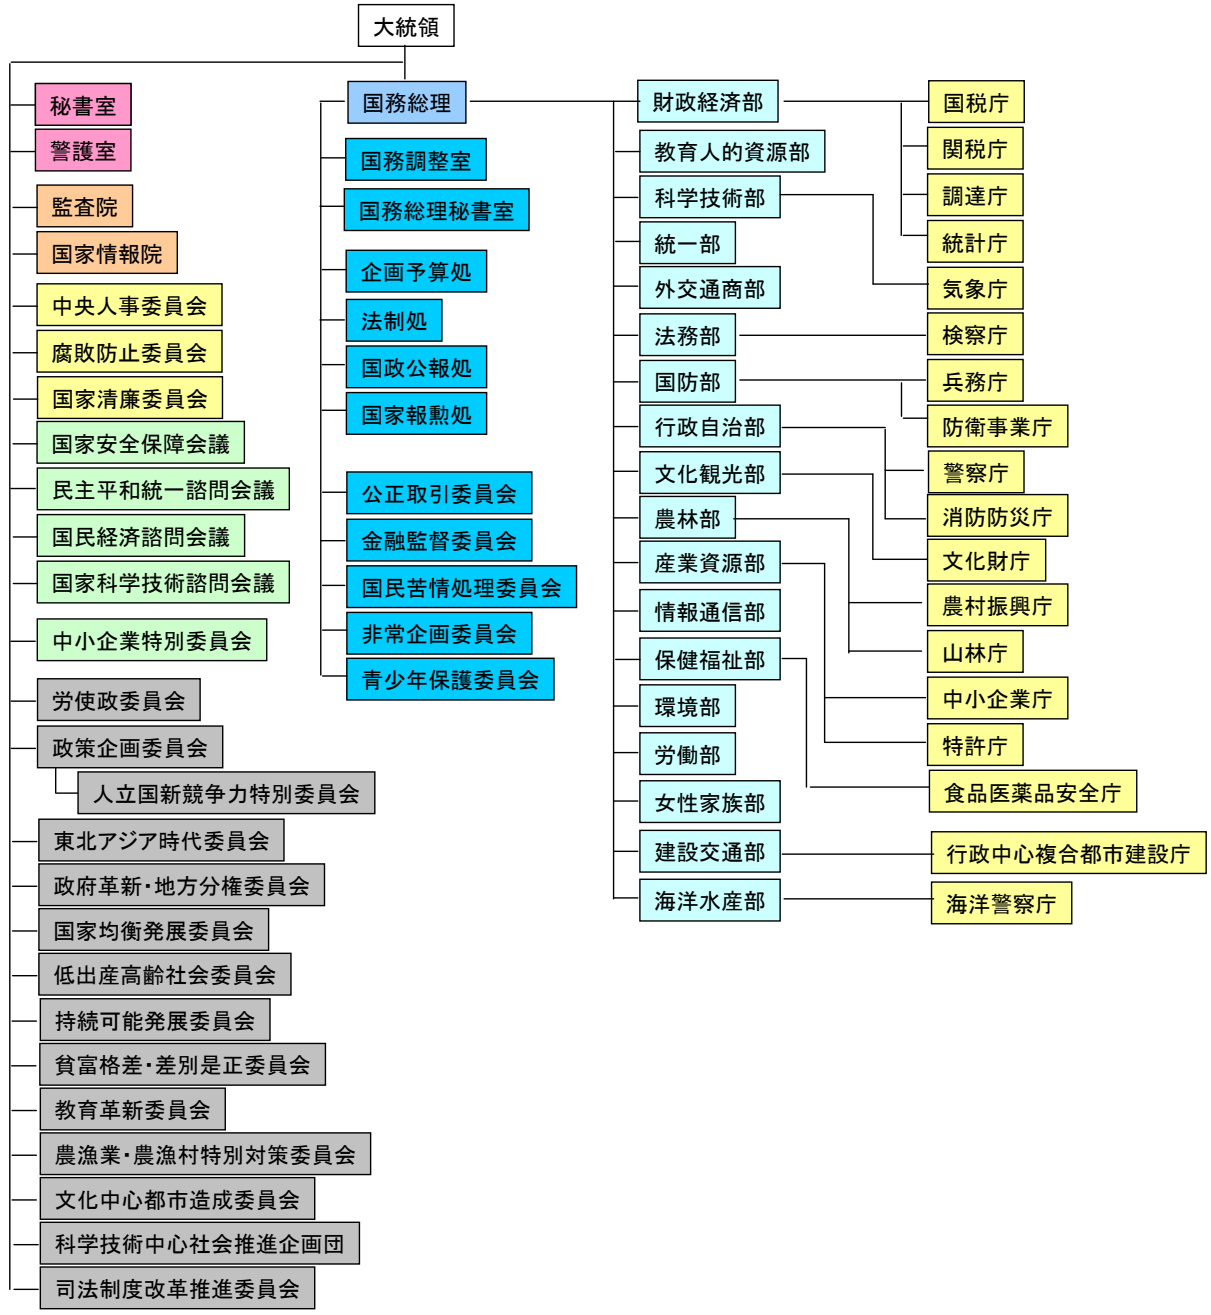 大統領
秘書室
警護室
監査院
国家情報院
中央人事委員会
腐敗防止委員会
国家清廉委員会
国家安全保障会議
民主平和統一諮問会議
国民経済諮問会議
国家科学技術諮問会議
中小企業特別委員会
労使政委員会
政策企画委員会
人立国新競争力特別委員会
東北アジア時代委員会
政府革新・地方分権委員会
国家均衡発展委員会
低出産高齢社会委員会
持続可能発展委員会
貧富格差・差別是正委員会
教育革新委員会
農漁業・農漁村特別対策委員会
文化中心都市造成委員会
科学技術中心社会推進企画団
司法制度改革推進委員会
国務総理
国務調整室
国務総理秘書室
企画予算処
法制処
国政公報処
国家報勲処
公正取引委員会
金融監督委員会
国民苦情処理委員会
非常企画委員会
青少年保護委員会
財政経済部
教育人的資源部
科学技術部
統一部
外交通商部
法務部
国防部
行政自治部
文化観光部
農林部
産業資源部
情報通信部
保健福祉部
環境部
労働部
女性家族部
建設交通部
海洋水産部
国税庁
関税庁
調達庁
統計庁
気象庁
検察庁
兵務庁
防衛事業庁
警察庁
消防防災庁
文化財庁
農村振興庁
山林庁
中小企業庁
特許庁
食品医薬品安全庁
行政中心複合都市建設庁
海洋警察庁